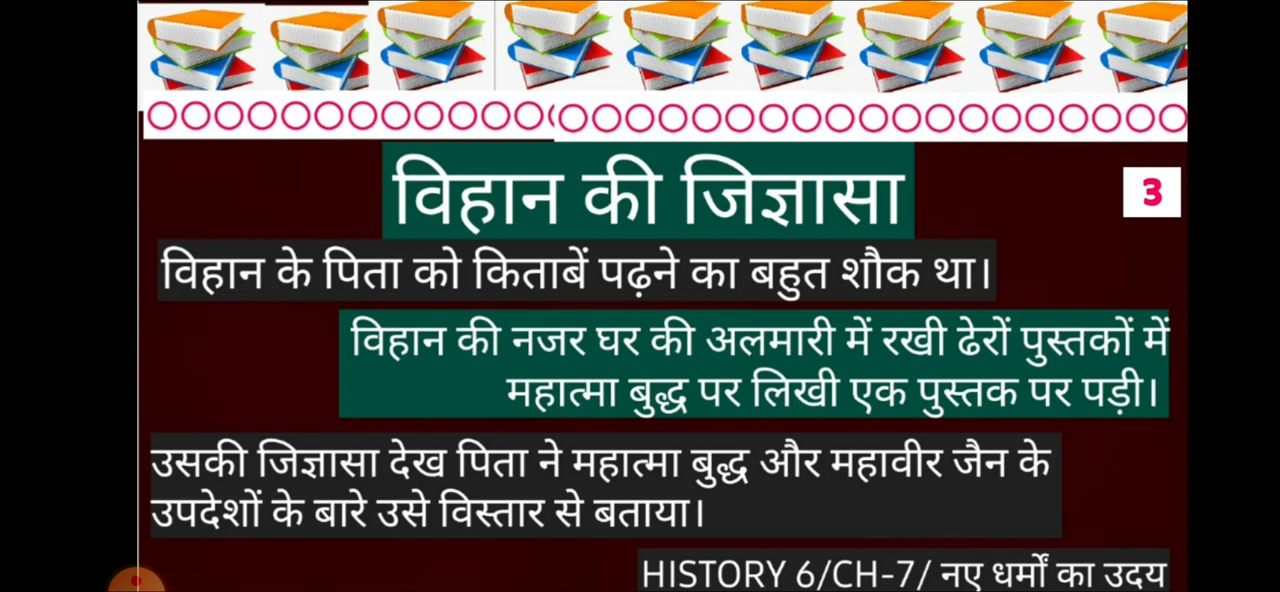 विहान की जिज्ञासा
3
विहान के पिता को किताबें पढ़ने का बहुत शौक था।
विहान की नजर घर की अलमारी में रखी ढेरों पुस्तकों में
महात्मा बुद्ध पर लिखी एक पुस्तक पर पड़ी।
उसकी जिज्ञासा देख पिता ने महात्मा बुद्ध और महावीर जैन के
उपदेशों के बारे उसे विस्तार से बताया।
HISTORY 6/CH-7/ नए धर्मों का उदय